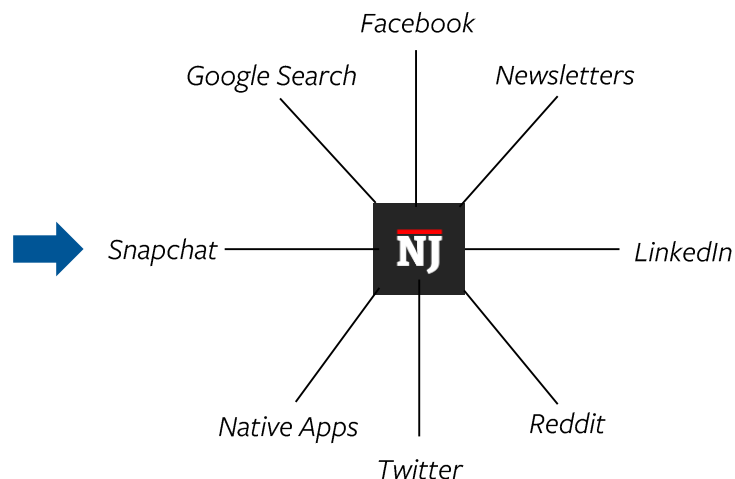 Facebook
Google Search
Newsletters
NJ
Snapchat
LinkedIn
Native Apps
Reddit
Twitter